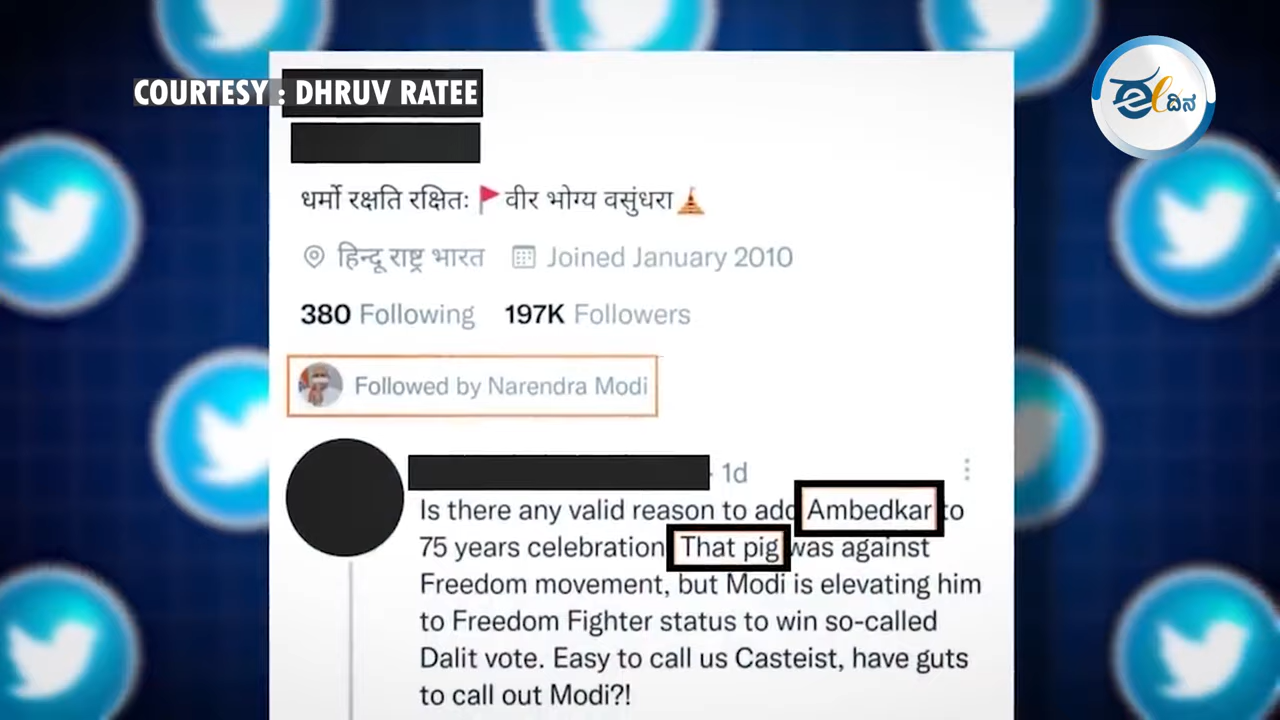 COURTESY : DHRUV RATEE
ಈ dinaದಿನ
धर्मो रक्षति रक्षितः 🚩 वीर भोग्य वसुंधरा 🛕
हिन्दू राष्ट्र भारत Joined January 2010
380 Following 197K Followers
Followed by Narendra Modi
· 1d
Is there any valid reason to add Ambedkar to
75 years celebration That pig was against
Freedom movement, but Modi is elevating him
to Freedom Fighter status to win so-called
Dalit vote. Easy to call us Casteist, have guts
to call out Modi?!